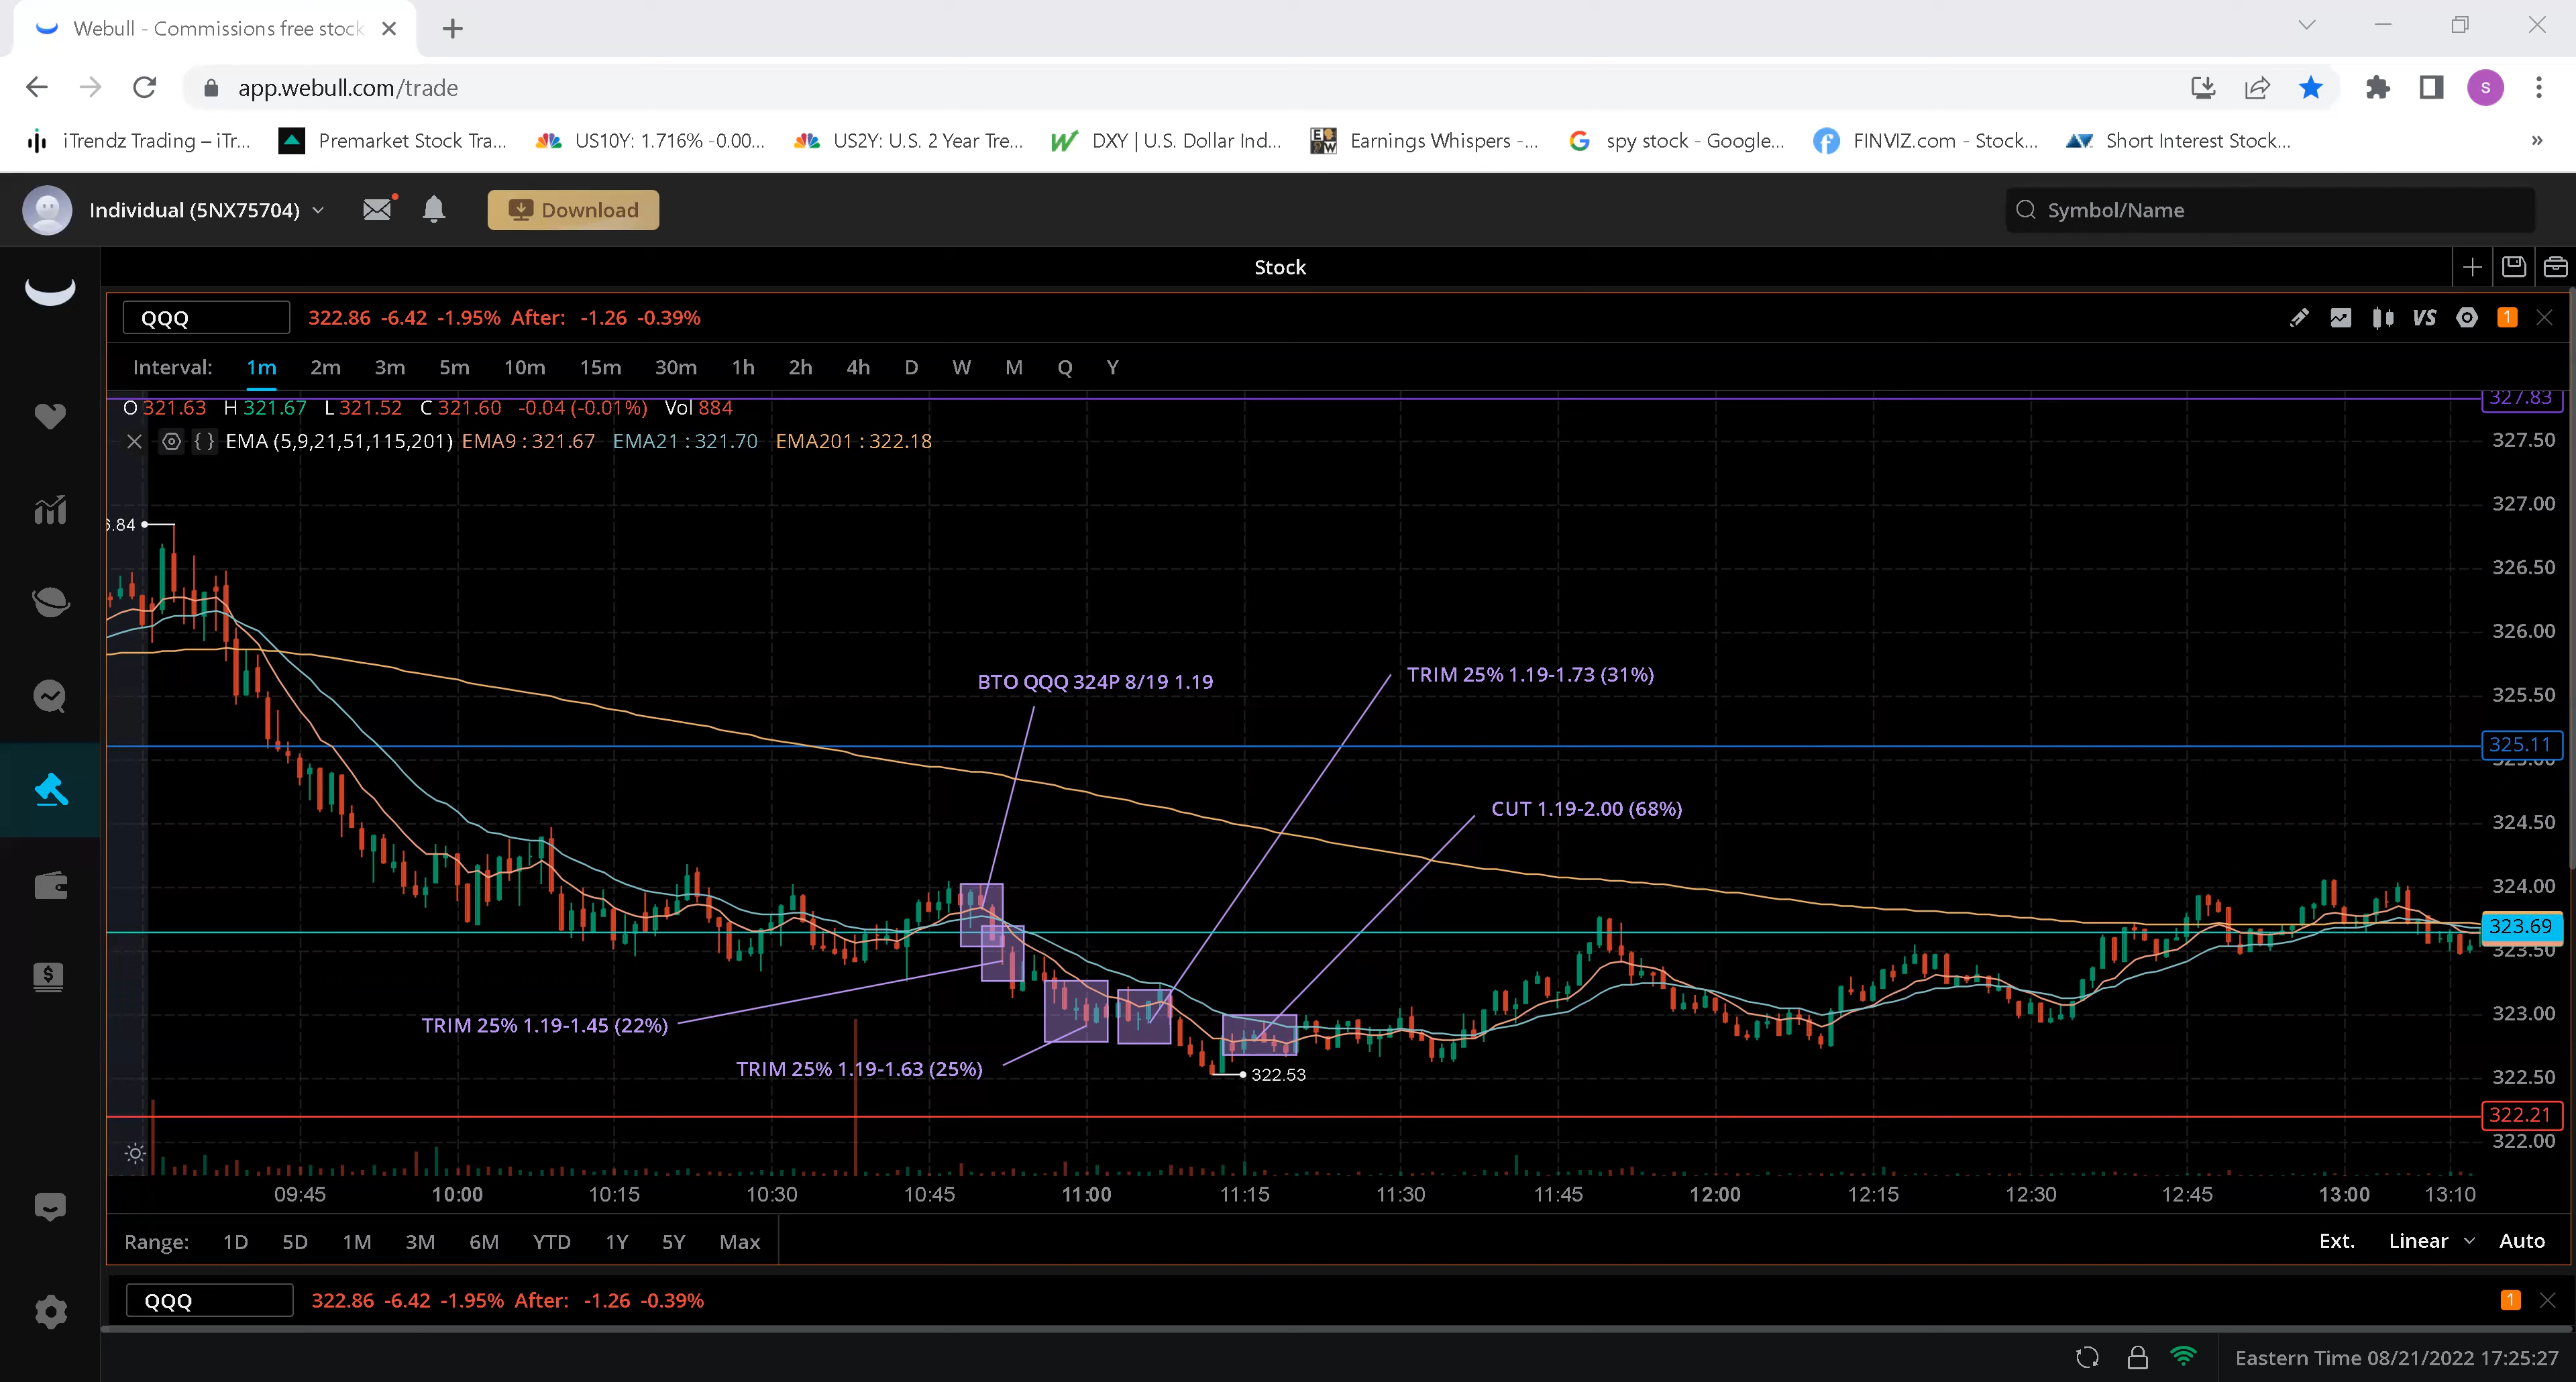 Webull - Commissions free stock
app.webull.com/trade
iTrendz Trading – iTr...
Premarket Stock Tra...
US10Y: 1.716% -0.00...
US2Y: U.S. 2 Year Tre...
DXY | U.S. Dollar Ind...
Earnings Whispers -...
spy stock - Google...
FINVIZ.com - Stock...
Short Interest Stock...
»
S
Individual (5NX75704)
Download
Symbol/Name
Stock
QQQ
322.86 -6.42 -1.95% After: -1.26 -0.39%
VS
1
Interval: 1m 2m 3m 5m 10m 15m 30m 1h 2h 4h D W M Q Y
O 321.63 H 321.67 L 321.52 C 321.60 -0.04 (-0.01%) Vol 884
EMA (5,9,21,51,115,201) EMA9 : 321.67 EMA21 : 321.70 EMA201 : 322.18
327.83
327.50
327.00
6.84
326.50
326.00
BTO QQQ 324P 8/19 1.19
TRIM 25% 1.19-1.73 (31%)
325.50
325.11
325.00
CUT 1.19-2.00 (68%)
324.50
324.00
323.69
323.50
TRIM 25% 1.19-1.45 (22%)
323.00
TRIM 25% 1.19-1.63 (25%)
322.53
322.50
322.21
322.00
09:45 10:00 10:15 10:30 10:45 11:00 11:15 11:30 11:45 12:00 12:15 12:30 12:45 13:00 13:10
Range: 1D 5D 1M 3M 6M YTD 1Y 5Y Max
Ext. Linear Auto
QQQ
322.86 -6.42 -1.95% After: -1.26 -0.39%
1
Eastern Time 08/21/2022 17:25:27